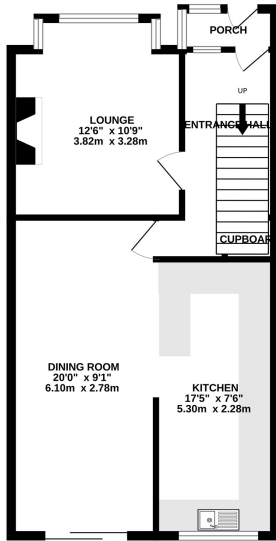 PORCH
UP
LOUNGE
12'6" x 10'9"
3.82m x 3.28m
ENTRANCE HALL
CUPBOAR
DINING ROOM
20'0" x 9'1"
6.10m x 2.78m
KITCHEN
17'5" x 7'6"
5.30m x 2.28m